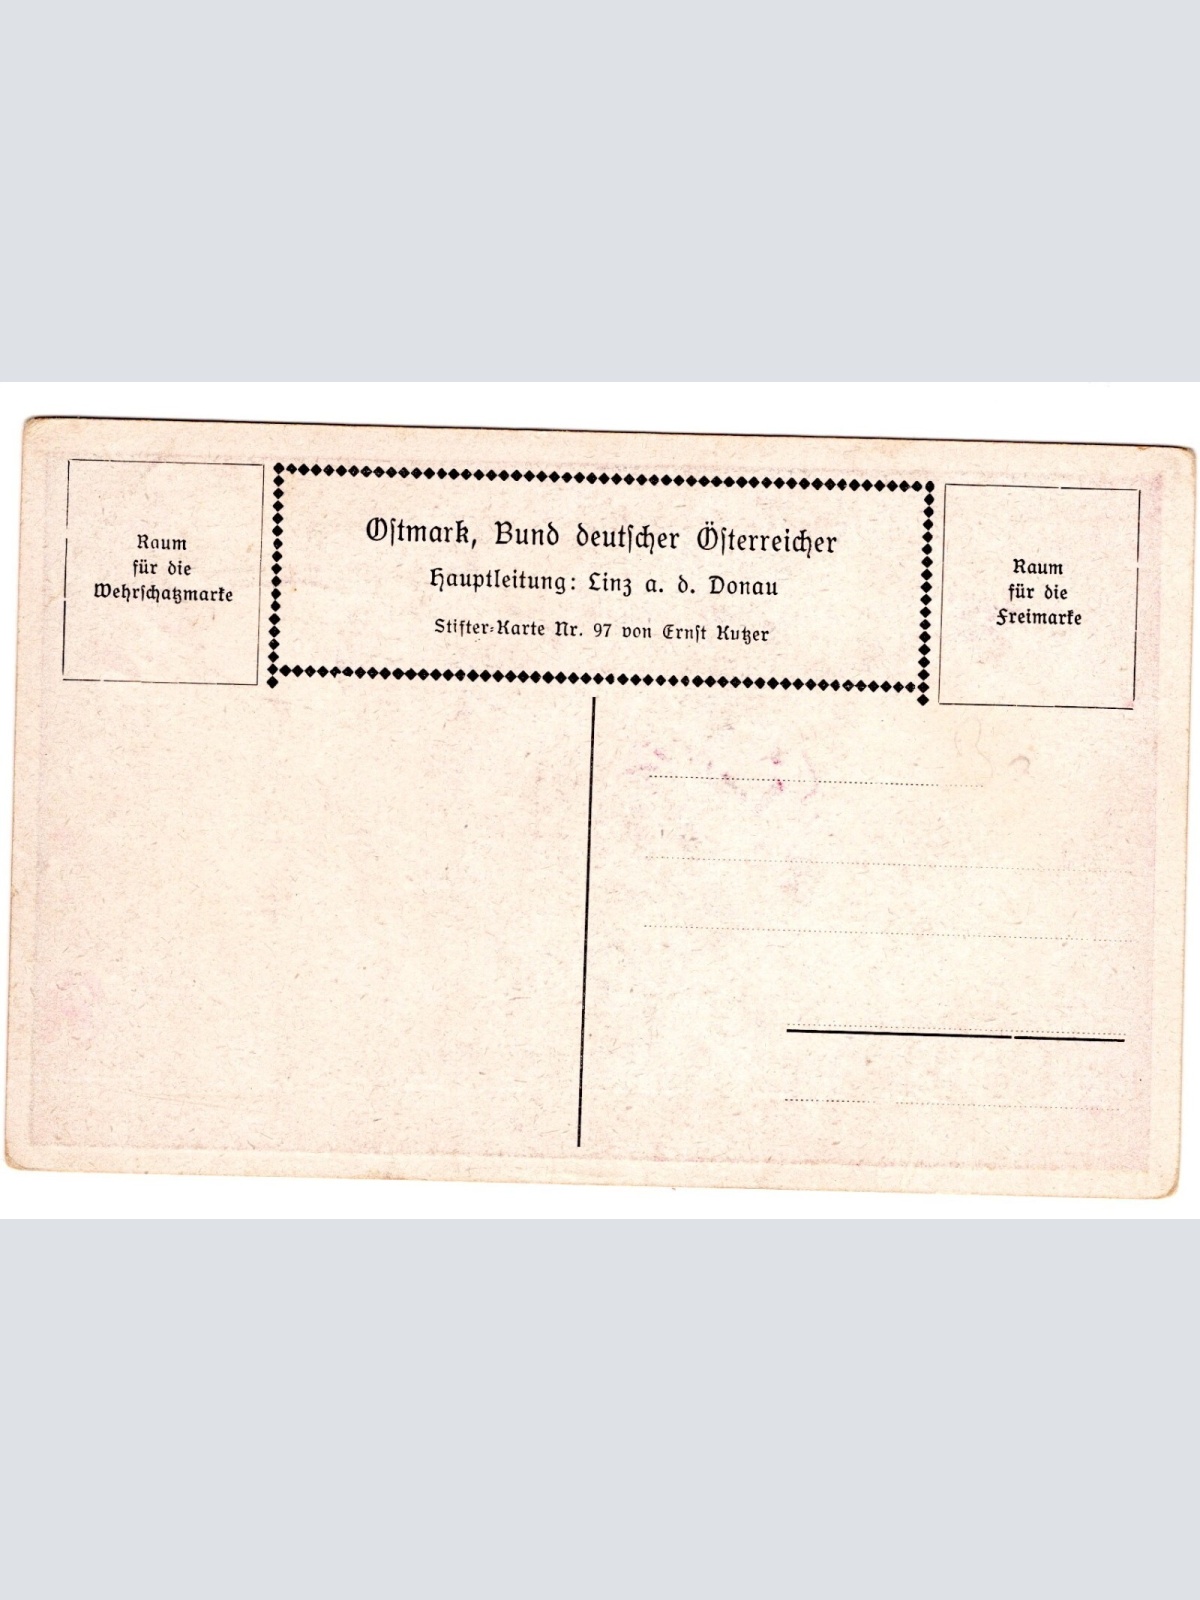 Raum
für die
Wehrschatzmarke
Ostmark, Bund deutscher Österreicher
Hauptleitung: Linz a. d. Donau
Stifter-Karte Nr. 97 von Ernst Kutzer
Raum
für die
Freimarke